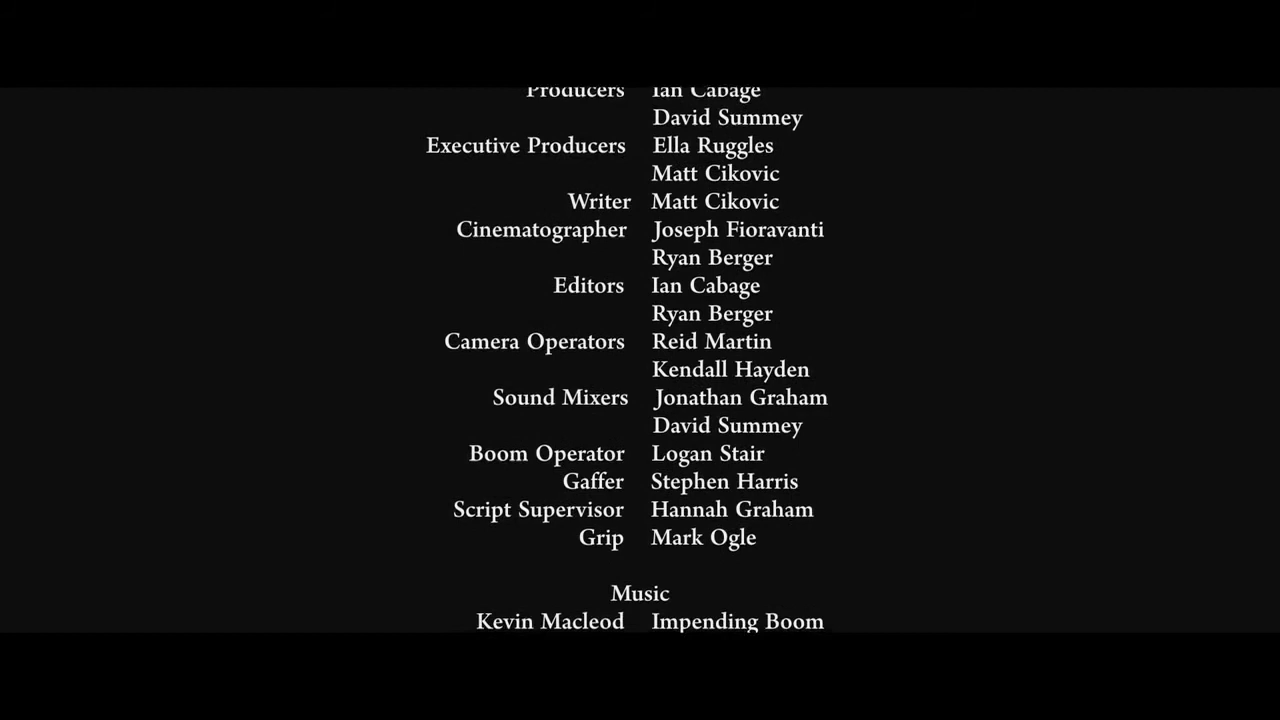 Producers Ian Cabage
David Summey
Executive Producers Ella Ruggles
Matt Cikovic
Writer Matt Cikovic
Cinematographer Joseph Fioravanti
Ryan Berger
Editors Ian Cabage
Ryan Berger
Camera Operators Reid Martin
Kendall Hayden
Sound Mixers Jonathan Graham
David Summey
Boom Operator Logan Stair
Gaffer Stephen Harris
Script Supervisor Hannah Graham
Grip Mark Ogle
Music
Kevin Macleod Impending Boom